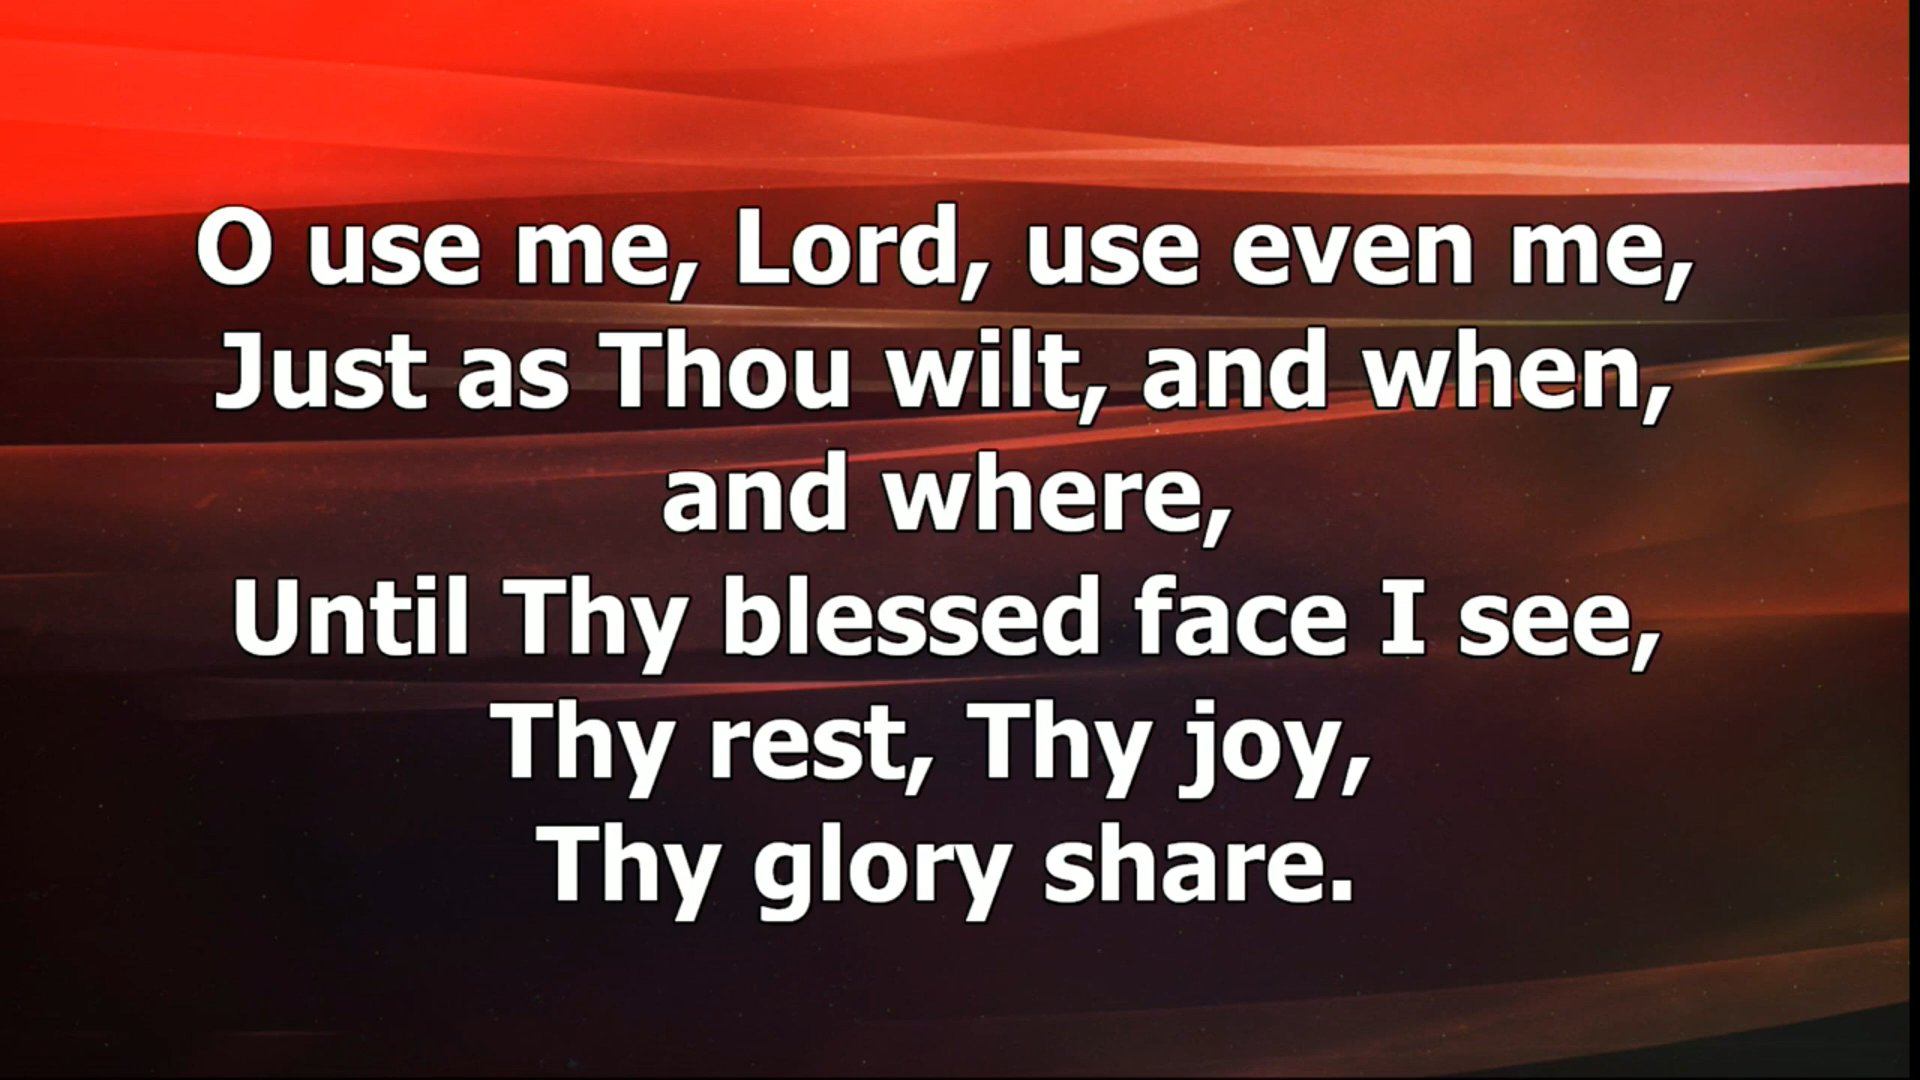 O use me, Lord, use even me,
Just as Thou wilt, and when,
and where,
Until Thy blessed face I see,
Thy rest, Thy joy,
Thy glory share.